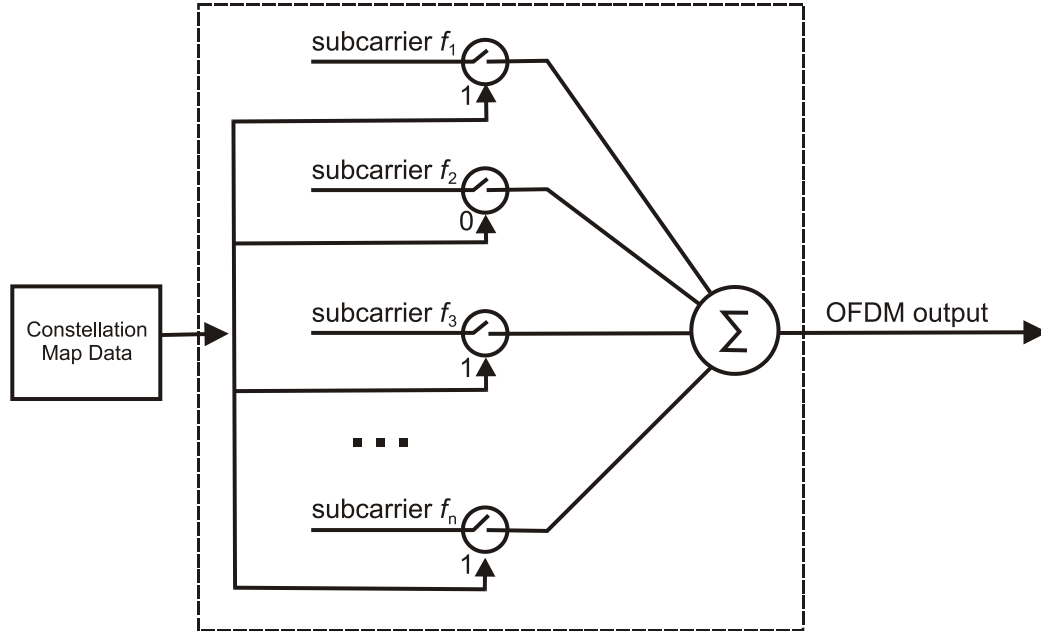 subcarrier f1
1
subcarrier f2
0
Constellation
Map Data
subcarrier f3
1
Σ
OFDM output
...
subcarrier fn
1